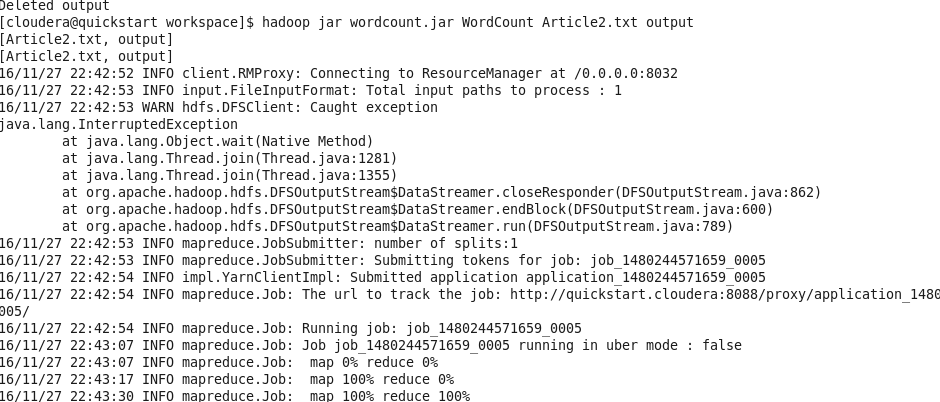 Deleted output
[cloudera@quickstart workspace]$ hadoop jar wordcount.jar WordCount Article2.txt output
[Article2.txt, output]
[Article2.txt, output]
16/11/27 22:42:52 INFO client.RMProxy: Connecting to ResourceManager at /0.0.0.0:8032
16/11/27 22:42:53 INFO input.FileInputFormat: Total input paths to process : 1
16/11/27 22:42:53 WARN hdfs.DFSClient: Caught exception
java.lang.InterruptedException
        at java.lang.Object.wait(Native Method)
        at java.lang.Thread.join(Thread.java:1281)
        at java.lang.Thread.join(Thread.java:1355)
        at org.apache.hadoop.hdfs.DFSOutputStream$DataStreamer.closeResponder(DFSOutputStream.java:862)
        at org.apache.hadoop.hdfs.DFSOutputStream$DataStreamer.endBlock(DFSOutputStream.java:600)
        at org.apache.hadoop.hdfs.DFSOutputStream$DataStreamer.run(DFSOutputStream.java:789)
16/11/27 22:42:53 INFO mapreduce.JobSubmitter: number of splits:1
16/11/27 22:42:53 INFO mapreduce.JobSubmitter: Submitting tokens for job: job_1480244571659_0005
16/11/27 22:42:54 INFO impl.YarnClientImpl: Submitted application application_1480244571659_0005
16/11/27 22:42:54 INFO mapreduce.Job: The url to track the job: http://quickstart.cloudera:8088/proxy/application_1480
005/
16/11/27 22:42:54 INFO mapreduce.Job: Running job: job_1480244571659_0005
16/11/27 22:43:07 INFO mapreduce.Job: Job job_1480244571659_0005 running in uber mode : false
16/11/27 22:43:07 INFO mapreduce.Job:  map 0% reduce 0%
16/11/27 22:43:17 INFO mapreduce.Job:  map 100% reduce 0%
16/11/27 22:43:30 INFO mapreduce.Job:  map 100% reduce 100%